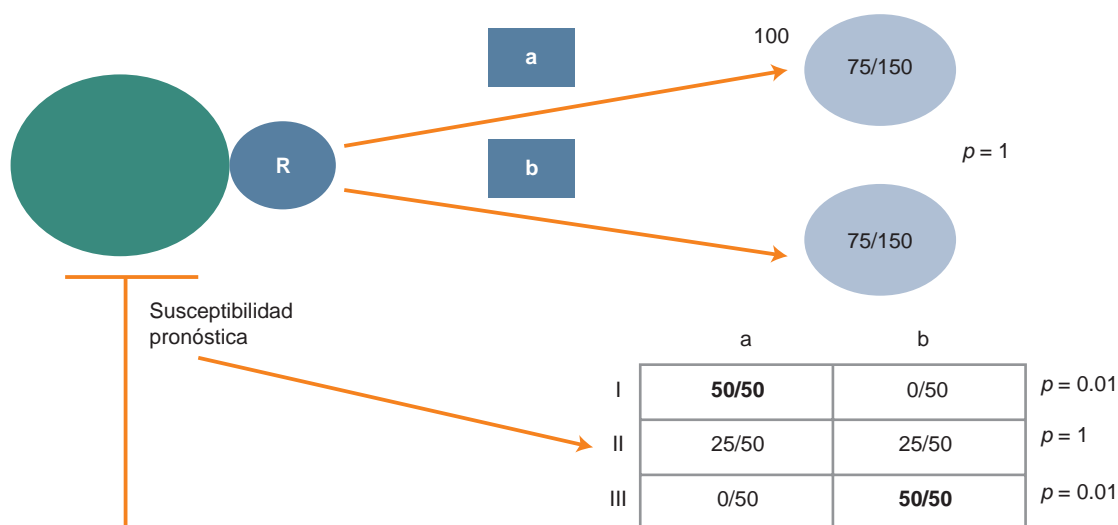 a
100
75/150
R
b
p = 1
75/150
Susceptibilidad
pronóstica
a b
I 50/50 0/50 p = 0.01
II 25/50 25/50 p = 1
III 0/50 50/50 p = 0.01